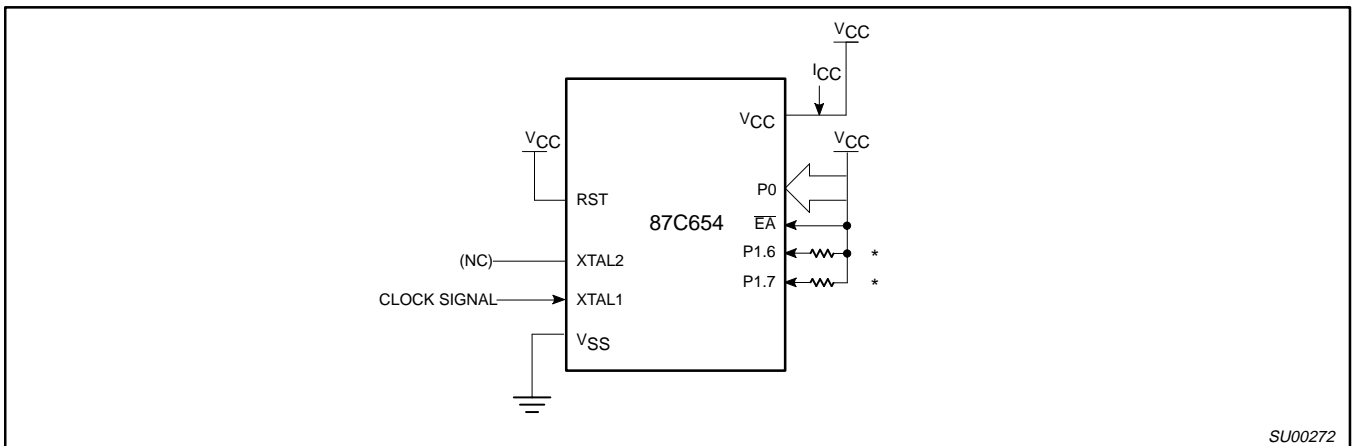 VCC
ICC
VCC
VCC
VCC
RST
P0
87C654
EA
(NC)
XTAL2
P1.6
*
CLOCK SIGNAL
XTAL1
P1.7
*
VSS
SU00272